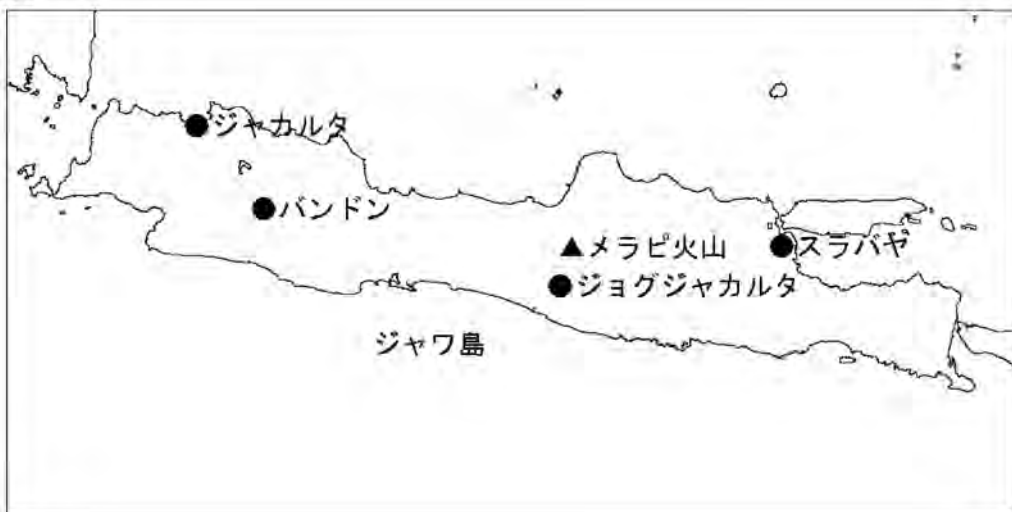 ジャカルタ
バンドン
メラピ火山
スラバヤ
ジョグジャカルタ
ジャワ島